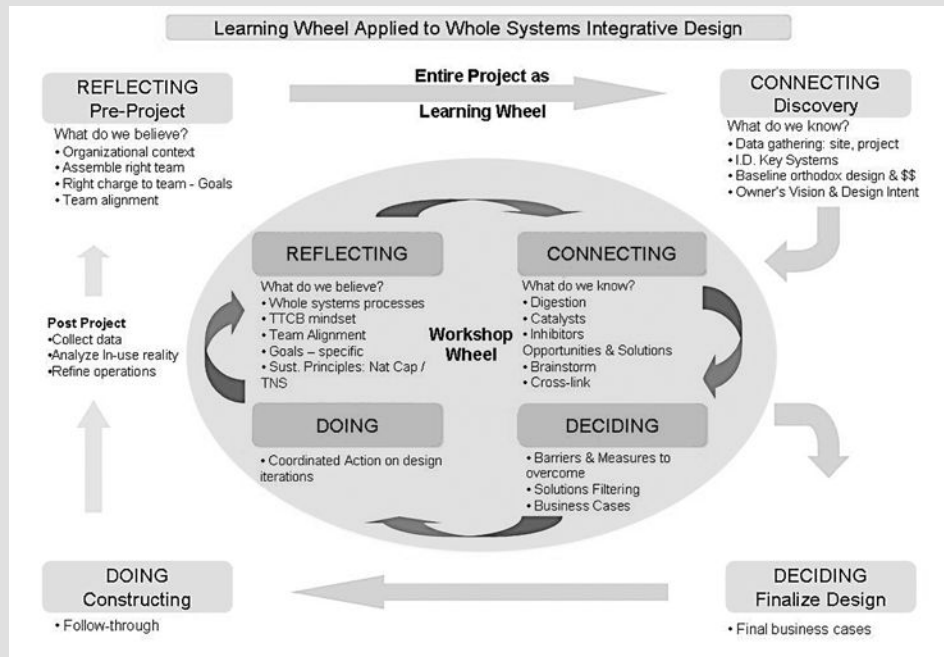 Learning Wheel Applied to Whole Systems Integrative Design
REFLECTING
Pre-Project
What do we believe?
• Organizational context
• Assemble right team
• Right charge to team - Goals
• Team alignment
Entire Project as
Learning Wheel
CONNECTING
Discovery
What do we know?
• Data gathering: site, project
• I.D. Key Systems
• Baseline orthodox design & $$
• Owner's Vision & Design Intent
REFLECTING
What do we believe?
• Whole systems processes
• TTCB mindset
• Team Alignment
• Goals – specific
• Sust. Principles: Nat Cap /
TNS
Workshop
Wheel
CONNECTING
What do we know?
• Digestion
• Catalysts
• Inhibitors
Opportunities & Solutions
• Brainstorm
• Cross-link
Post Project
•Collect data
•Analyze In-use reality
•Refine operations
DOING
• Coordinated Action on design
iterations
DECIDING
• Barriers & Measures to
overcome
• Solutions Filtering
• Business Cases
DOING
Constructing
• Follow-through
DECIDING
Finalize Design
• Final business cases